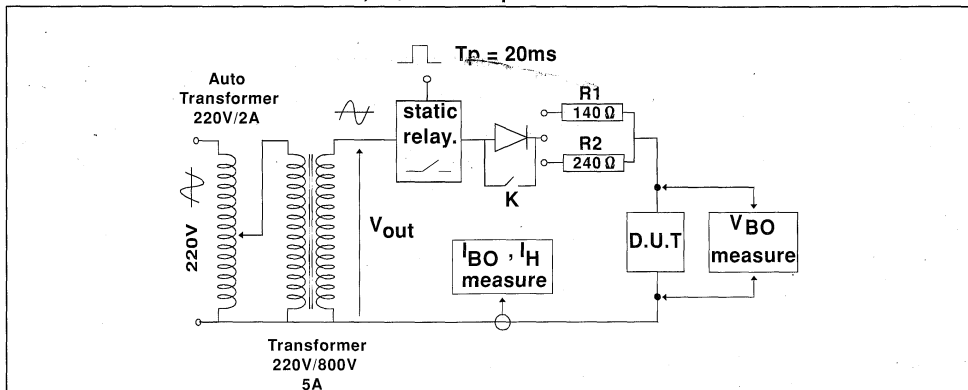 Tp = 20ms
Auto
Transformer
220V/2A
static
relay.
R1
140 Ω
R2
240 Ω
K
220V
Vout
IBO , IH
measure
D.U.T
VBO
measure
Transformer
220V/800V
5A